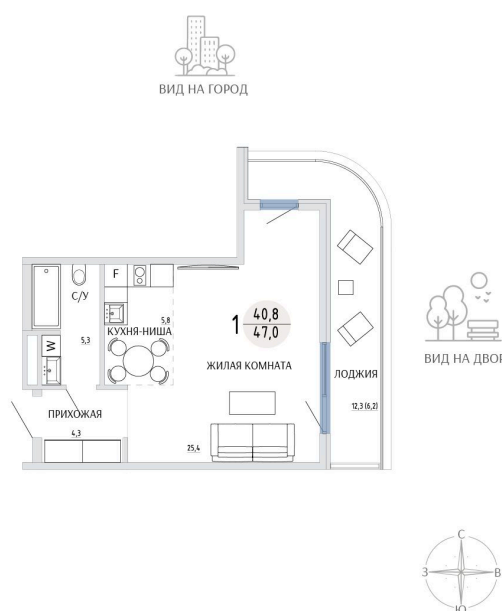 ВИД НА ГОРОД
F
С/У
5,8
КУХНЯ-НИША
1
40,8
47,0
W
5,3
ЖИЛАЯ КОМНАТА
ЛОДЖИЯ
ВИД НА ДВОР
ПРИХОЖАЯ
12,3 (6,2)
4,3
25,4
С
З
В
Ю